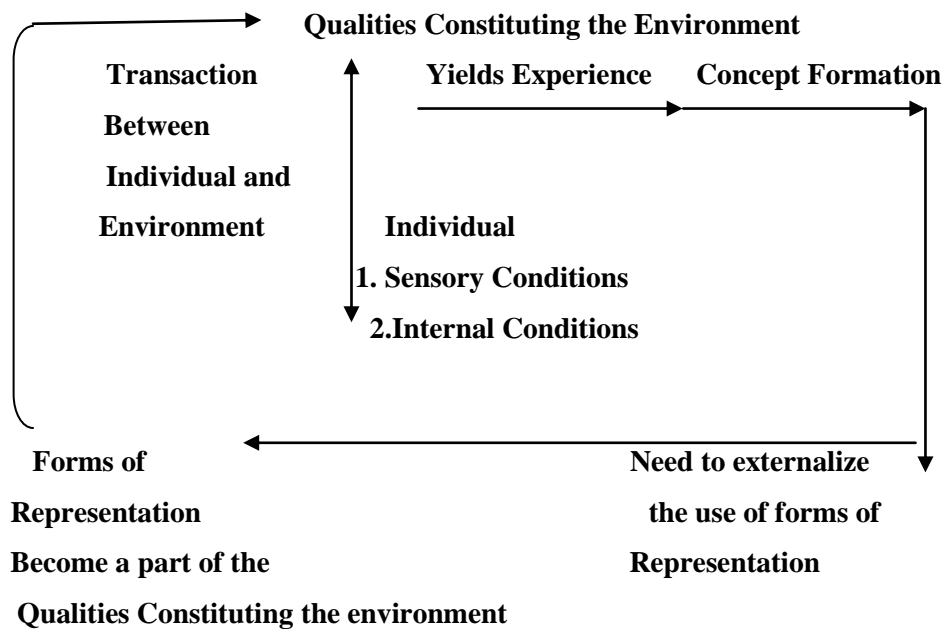 Qualities Constituting the Environment
Transaction
Between
Individual and
Environment
Yields Experience
Concept Formation
Individual
1. Sensory Conditions
2.Internal Conditions
Need to externalize
the use of forms of
Representation
Forms of
Representation
Become a part of the
Qualities Constituting the environment